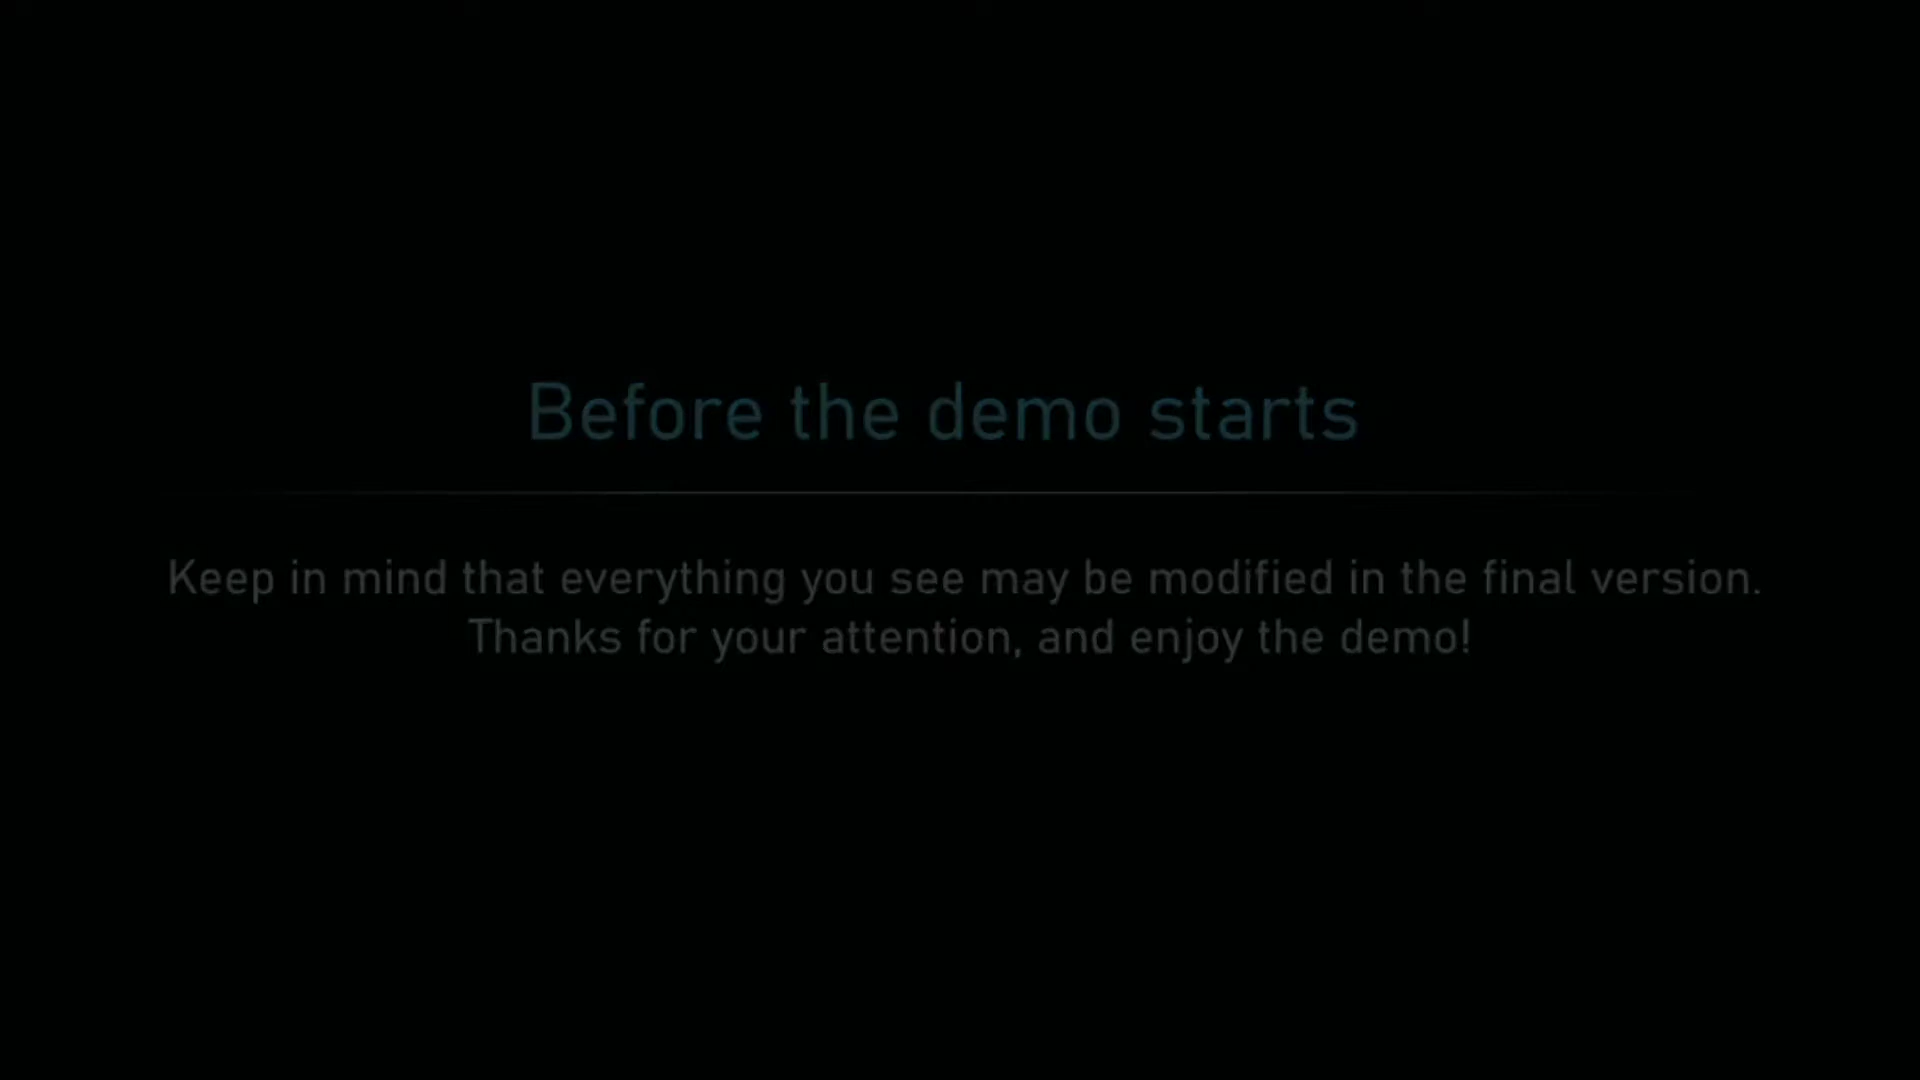 Before the demo starts
Keep in mind that everything you see may be modified in the final version.
Thanks for your attention, and enjoy the demo!